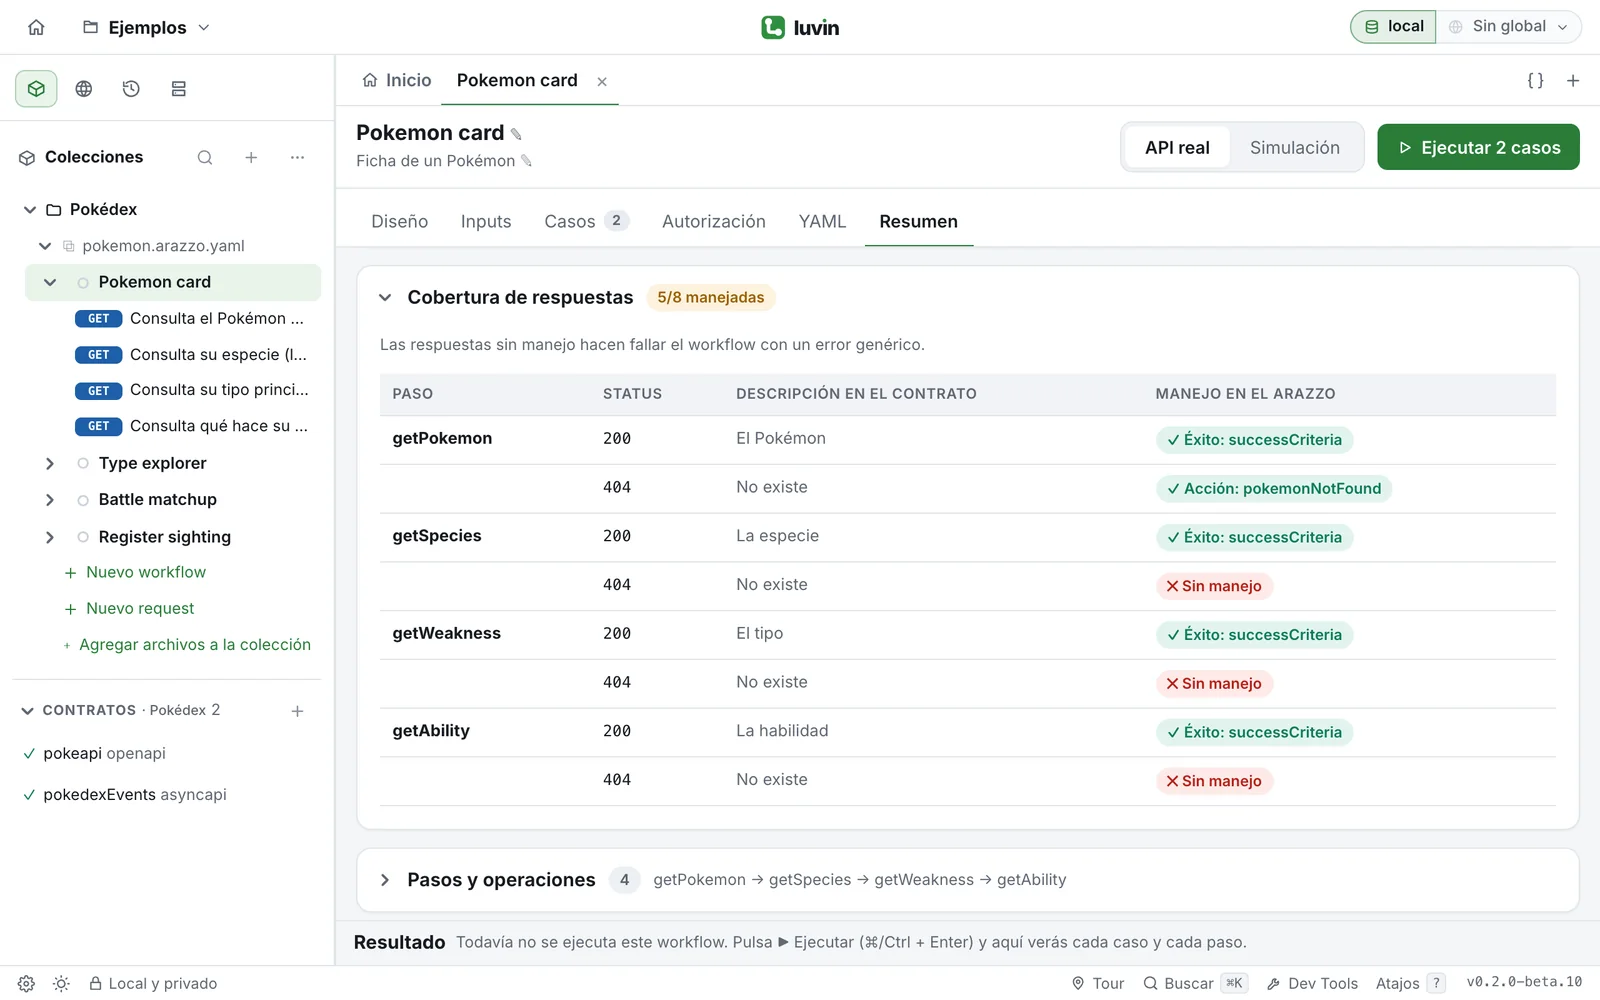 Ejemplos
luvin
local
Sin global
Inicio
Pokemon card
Colecciones
Pokemon card
Ficha de un Pokémon
API real
Simulación
Ejecutar 2 casos
Pokédex
pokemon.arazzo.yaml
Pokemon card
GET Consulta el Pokémon ...
GET Consulta su especie (l...
GET Consulta su tipo princi...
GET Consulta qué hace su ...
Type explorer
Battle matchup
Register sighting
+ Nuevo workflow
+ Nuevo request
+ Agregar archivos a la colección
CONTRATOS · Pokédex 2
pokeapi openapi
pokedexEvents asyncapi
Diseño
Inputs
Casos 2
Autorización
YAML
Resumen
Cobertura de respuestas 5/8 manejadas
Las respuestas sin manejo hacen fallar el workflow con un error genérico.
PASO STATUS DESCRIPCIÓN EN EL CONTRATO MANEJO EN EL ARAZZO
getPokemon 200 El Pokémon ✓ Éxito: successCriteria
404 No existe ✓ Acción: pokemonNotFound
getSpecies 200 La especie ✓ Éxito: successCriteria
404 No existe ✕ Sin manejo
getWeakness 200 El tipo ✓ Éxito: successCriteria
404 No existe ✕ Sin manejo
getAbility 200 La habilidad ✓ Éxito: successCriteria
404 No existe ✕ Sin manejo
Pasos y operaciones 4 getPokemon → getSpecies → getWeakness → getAbility
Resultado Todavía no se ejecuta este workflow. Pulsa ▶ Ejecutar (⌘/Ctrl + Enter) y aquí verás cada caso y cada paso.
Local y privado
Tour
Buscar ⌘K
Dev Tools
Atajos ?
v0.2.0-beta.10